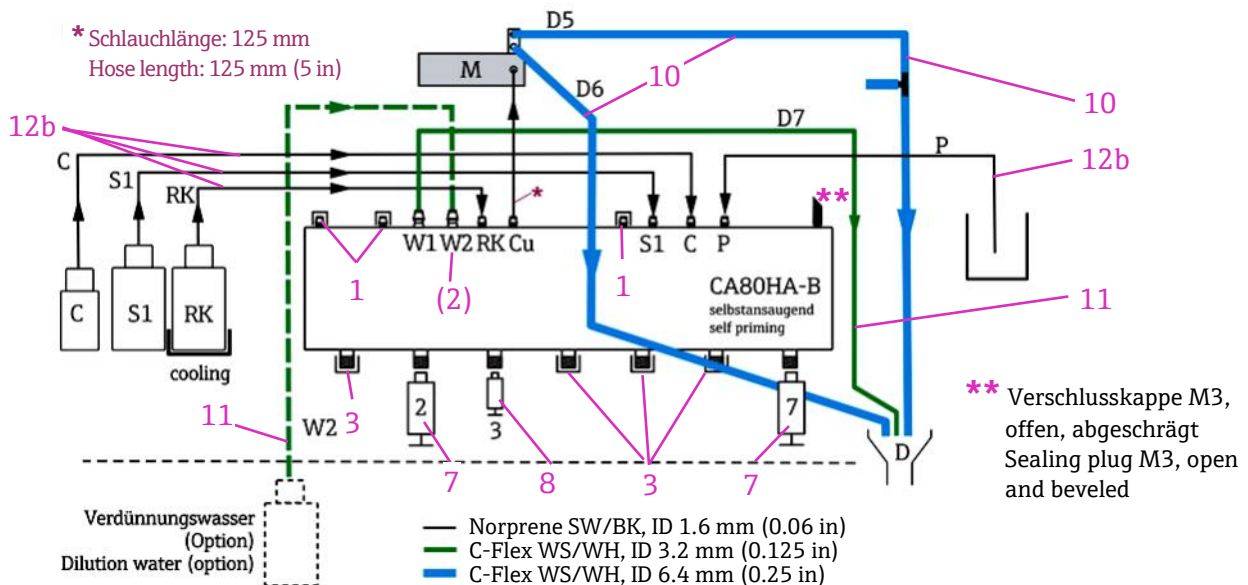 * Schlauchlänge: 125 mm
Hose length: 125 mm (5 in)
D5
M
10
D6
10
D7
12b
C
P
12b
S1
RK
*
**
W1 W2 RK Cu
S1 C P
1
(2)
1
CA80HA-B
selbstansaugend
self priming
11
C
S1
RK
cooling
3
2
3
7
W2
11
D
7
8
3
7
** Verschlusskappe M3,
offen, abgeschrägt
Sealing plug M3, open
and beveled
Verdünnungswasser
(Option)
Dilution water (option)
Norprene SW/BK, ID 1.6 mm (0.06 in)
C-Flex WS/WH, ID 3.2 mm (0.125 in)
C-Flex WS/WH, ID 6.4 mm (0.25 in)